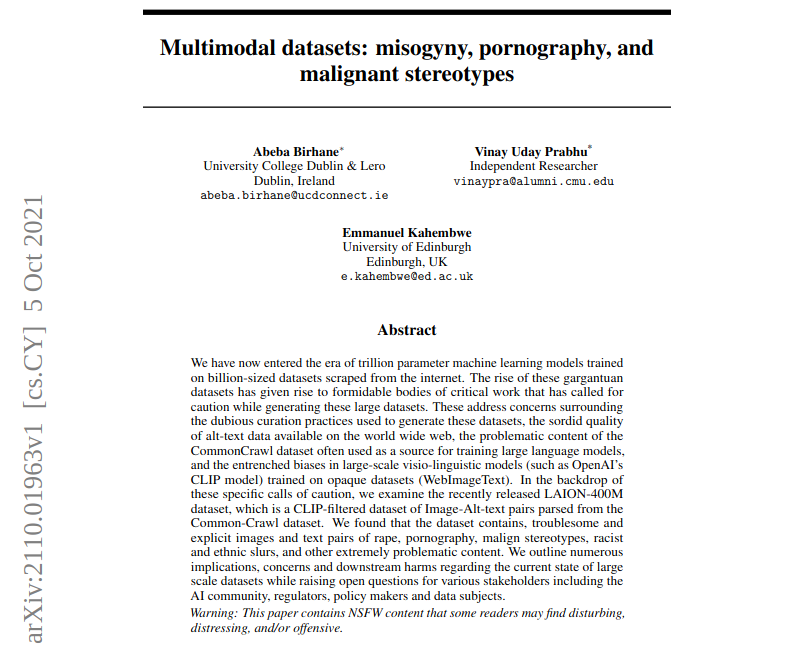 Multimodal datasets: misogyny, pornography, and
malignant stereotypes
Abeba Birhane*
University College Dublin & Lero
Dublin, Ireland
abeba.birhane@ucdconnect.ie
Vinay Uday Prabhu*
Independent Researcher
vinaypra@alumni.cmu.edu
Emmanuel Kahembwe
University of Edinburgh
Edinburgh, UK
e.kahembwe@ed.ac.uk
arXiv:2110.01963v1 [cs.CY] 5 Oct 2021
Abstract
We have now entered the era of trillion parameter machine learning models trained
on billion-sized datasets scraped from the internet. The rise of these gargantuan
datasets has given rise to formidable bodies of critical work that has called for
caution while generating these large datasets. These address concerns surrounding
the dubious curation practices used to generate these datasets, the sordid quality
of alt-text data available on the world wide web, the problematic content of the
CommonCrawl dataset often used as a source for training large language models,
and the entrenched biases in large-scale visio-linguistic models (such as OpenAI's
CLIP model) trained on opaque datasets (WebImageText). In the backdrop of
these specific calls of caution, we examine the recently released LAION-400M
dataset, which is a CLIP-filtered dataset of Image-Alt-text pairs parsed from the
Common-Crawl dataset. We found that the dataset contains, troublesome and
explicit images and text pairs of rape, pornography, malign stereotypes, racist
and ethnic slurs, and other extremely problematic content. We outline numerous
implications, concerns and downstream harms regarding the current state of large
scale datasets while raising open questions for various stakeholders including the
AI community, regulators, policy makers and data subjects.
Warning: This paper contains NSFW content that some readers may find disturbing,
distressing, and/or offensive.